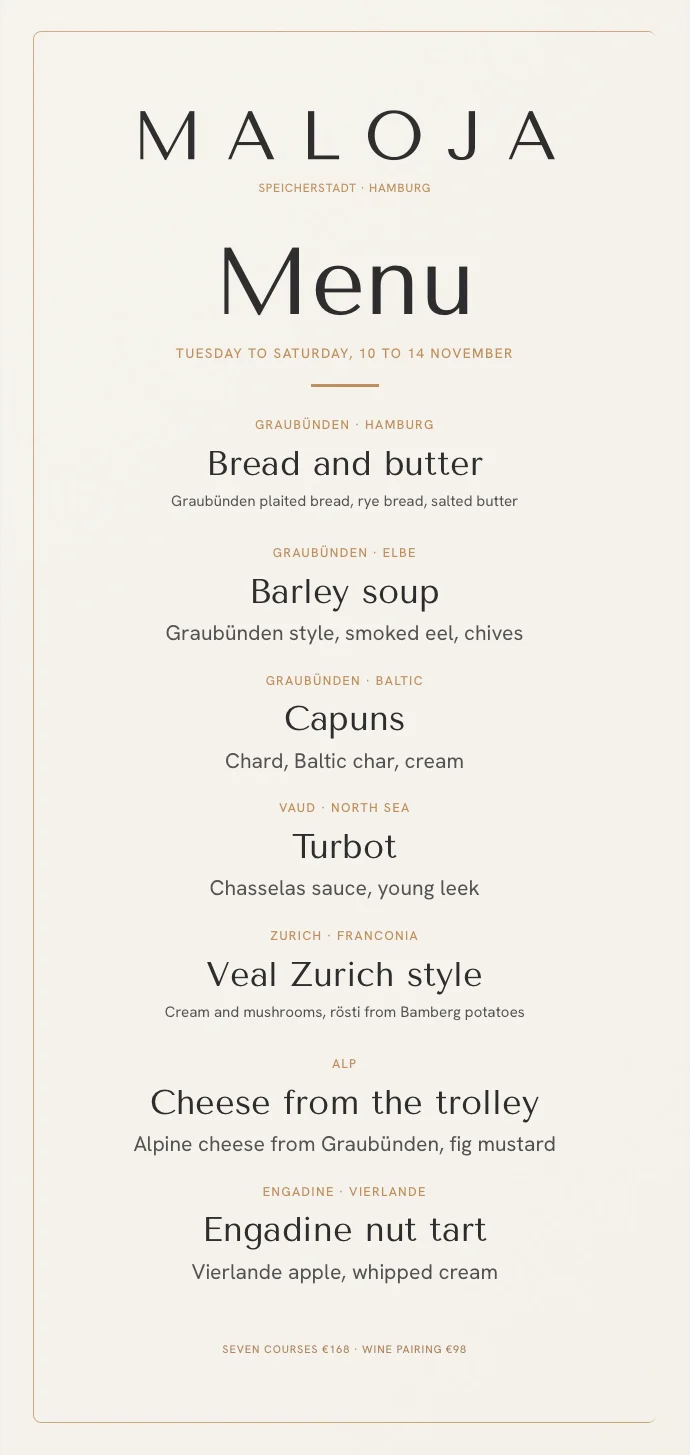 MALOJA
SPEICHERSTADT · HAMBURG
Menu
TUESDAY TO SATURDAY, 10 TO 14 NOVEMBER
GRAUBÜNDEN · HAMBURG
Bread and butter
Graubünden plaited bread, rye bread, salted butter
GRAUBÜNDEN · ELBE
Barley soup
Graubünden style, smoked eel, chives
GRAUBÜNDEN · BALTIC
Capuns
Chard, Baltic char, cream
VAUD · NORTH SEA
Turbot
Chasselas sauce, young leek
ZURICH · FRANCONIA
Veal Zurich style
Cream and mushrooms, rösti from Bamberg potatoes
ALP
Cheese from the trolley
Alpine cheese from Graubünden, fig mustard
ENGADINE · VIERLANDE
Engadine nut tart
Vierlande apple, whipped cream
SEVEN COURSES €168 · WINE PAIRING €98